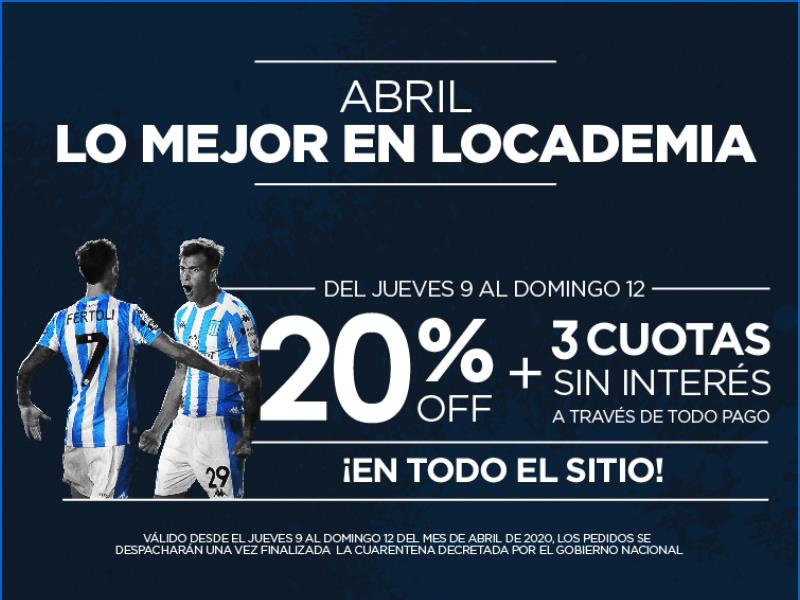 ABRIL
LO MEJOR EN LOCADEMIA
DEL JUEVES 9 AL DOMINGO 12
20% OFF + 3 CUOTAS
SIN INTERÉS
A TRAVÉS DE TODO PAGO
¡EN TODO EL SITIO!
FERTOLI
7
29
VÁLIDO DESDE EL JUEVES 9 AL DOMINGO 12 DEL MES DE ABRIL DE 2020, LOS PEDIDOS SE
DESPACHARÁN UNA VEZ FINALIZADA LA CUARENTENA DECRETADA POR EL GOBIERNO NACIONAL